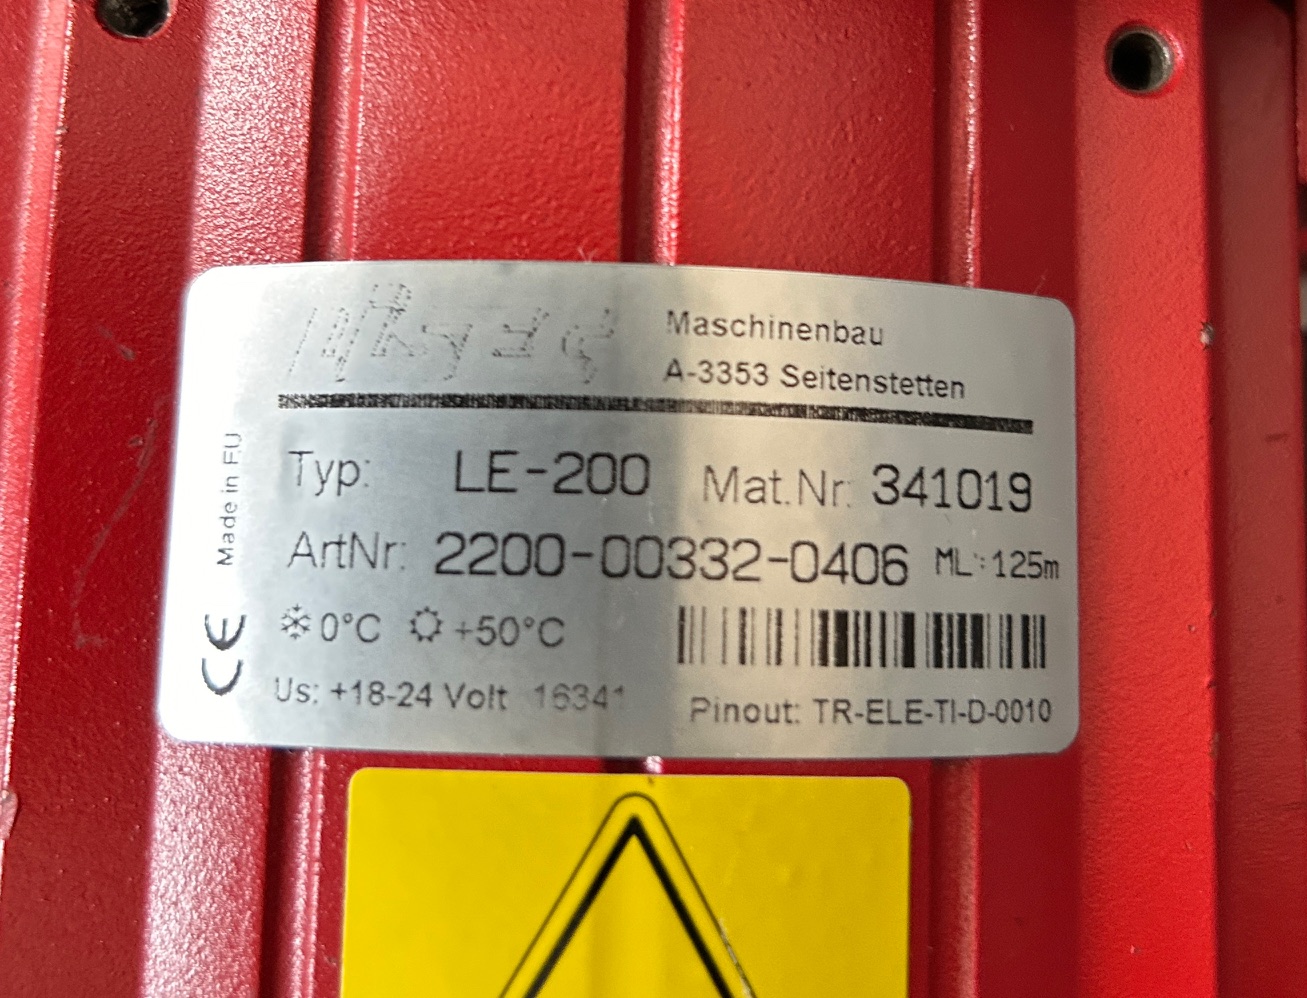 Maschinenbau
A-3353 Seitenstetten
Made in EU
Typ: LE-200 Mat.Nr: 341019
ArtNr: 2200-00332-0406 ML: 125m
0°C +50°C
CE
Us: +18-24 Volt 16341
Pinout: TR-ELE-TI-D-0010